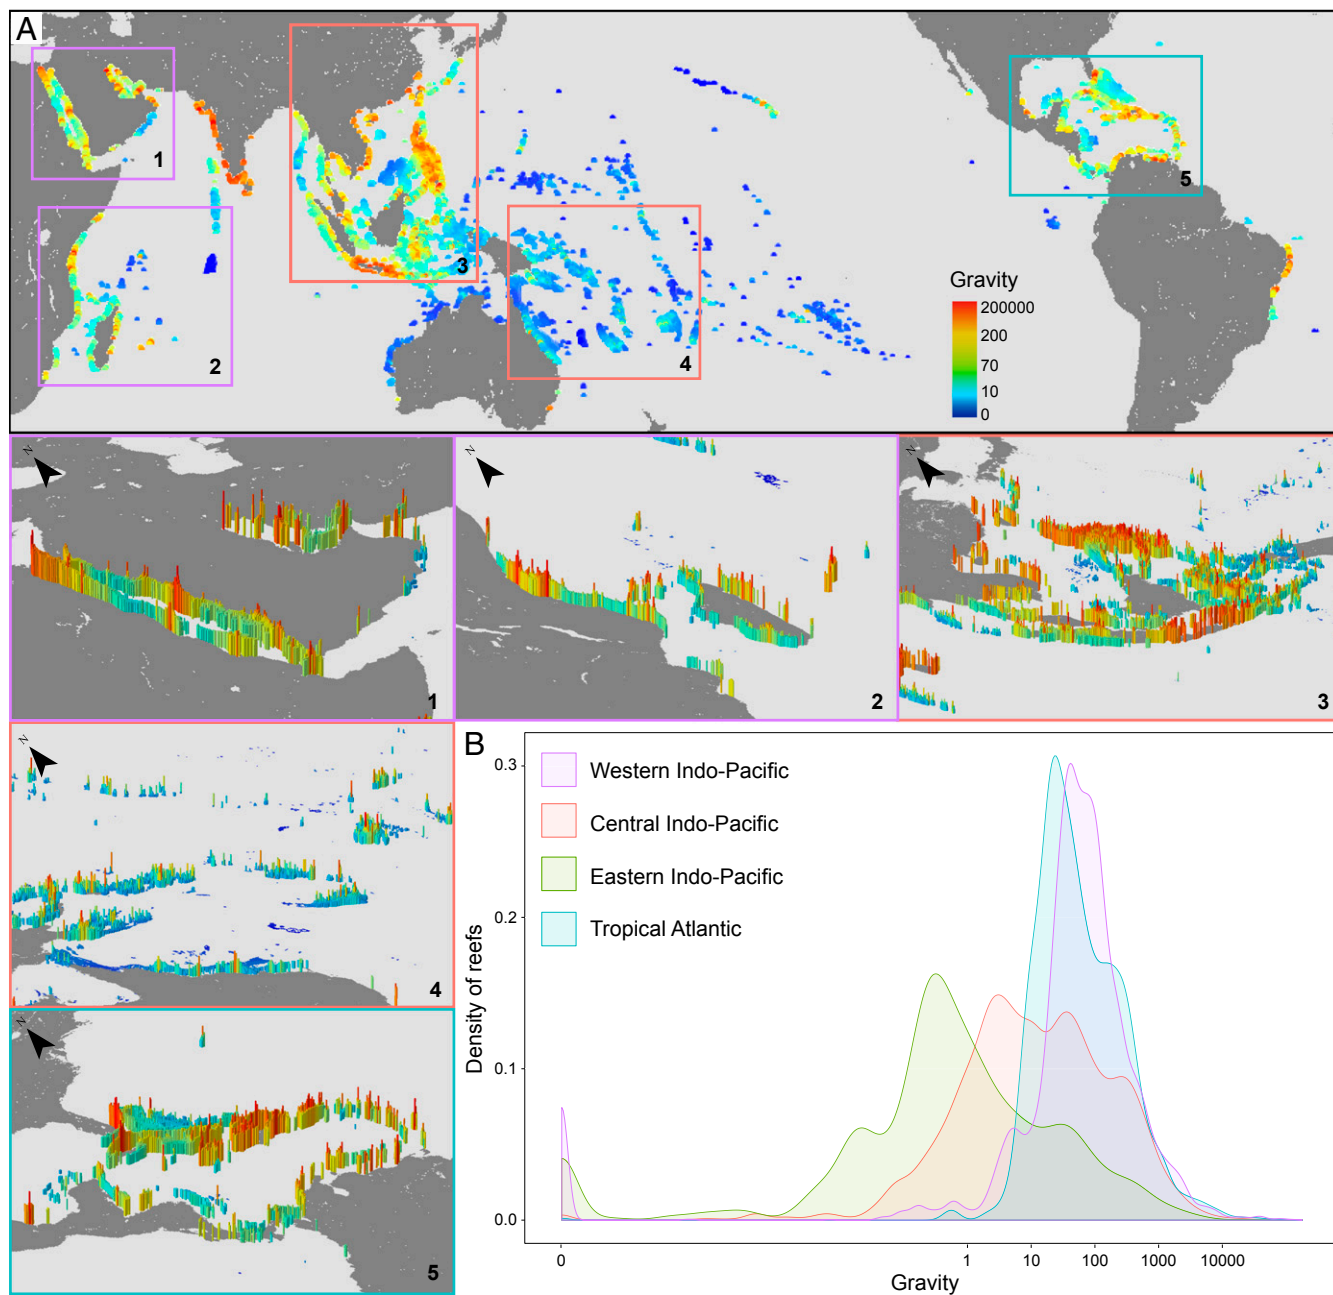 A
1
2
3
4
5
Gravity
200000
200
70
10
0
N
1
N
2
N
3
N
4
N
5
B
Western Indo-Pacific
Central Indo-Pacific
Eastern Indo-Pacific
Tropical Atlantic
Density of reefs
0.3
0.2
0.1
0.0
0
1
10
100
1000
10000
Gravity